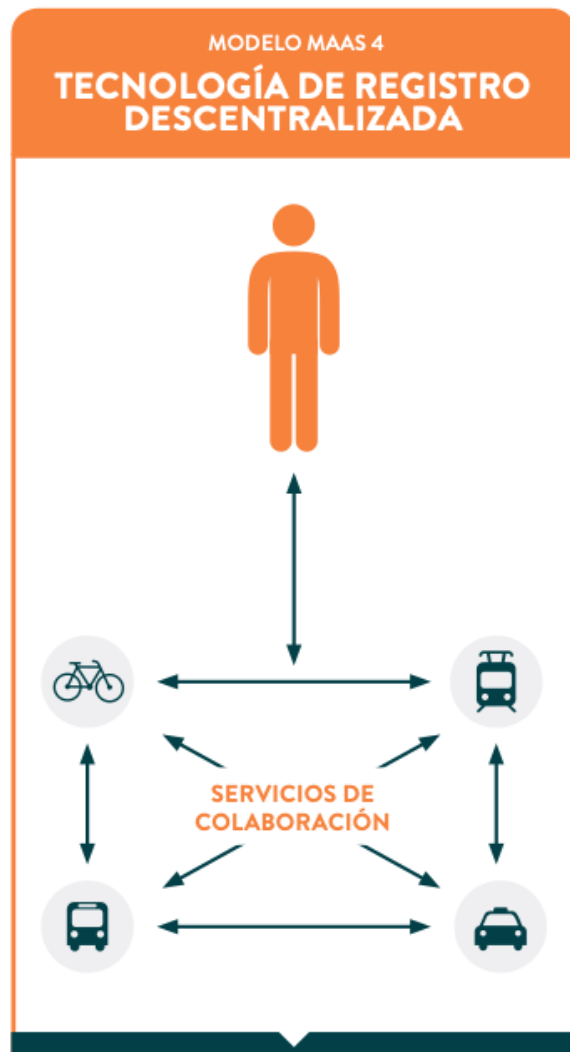 MODELO MAAS 4
TECNOLOGÍA DE REGISTRO
DESCENTRALIZADA
SERVICIOS DE
COLABORACIÓN